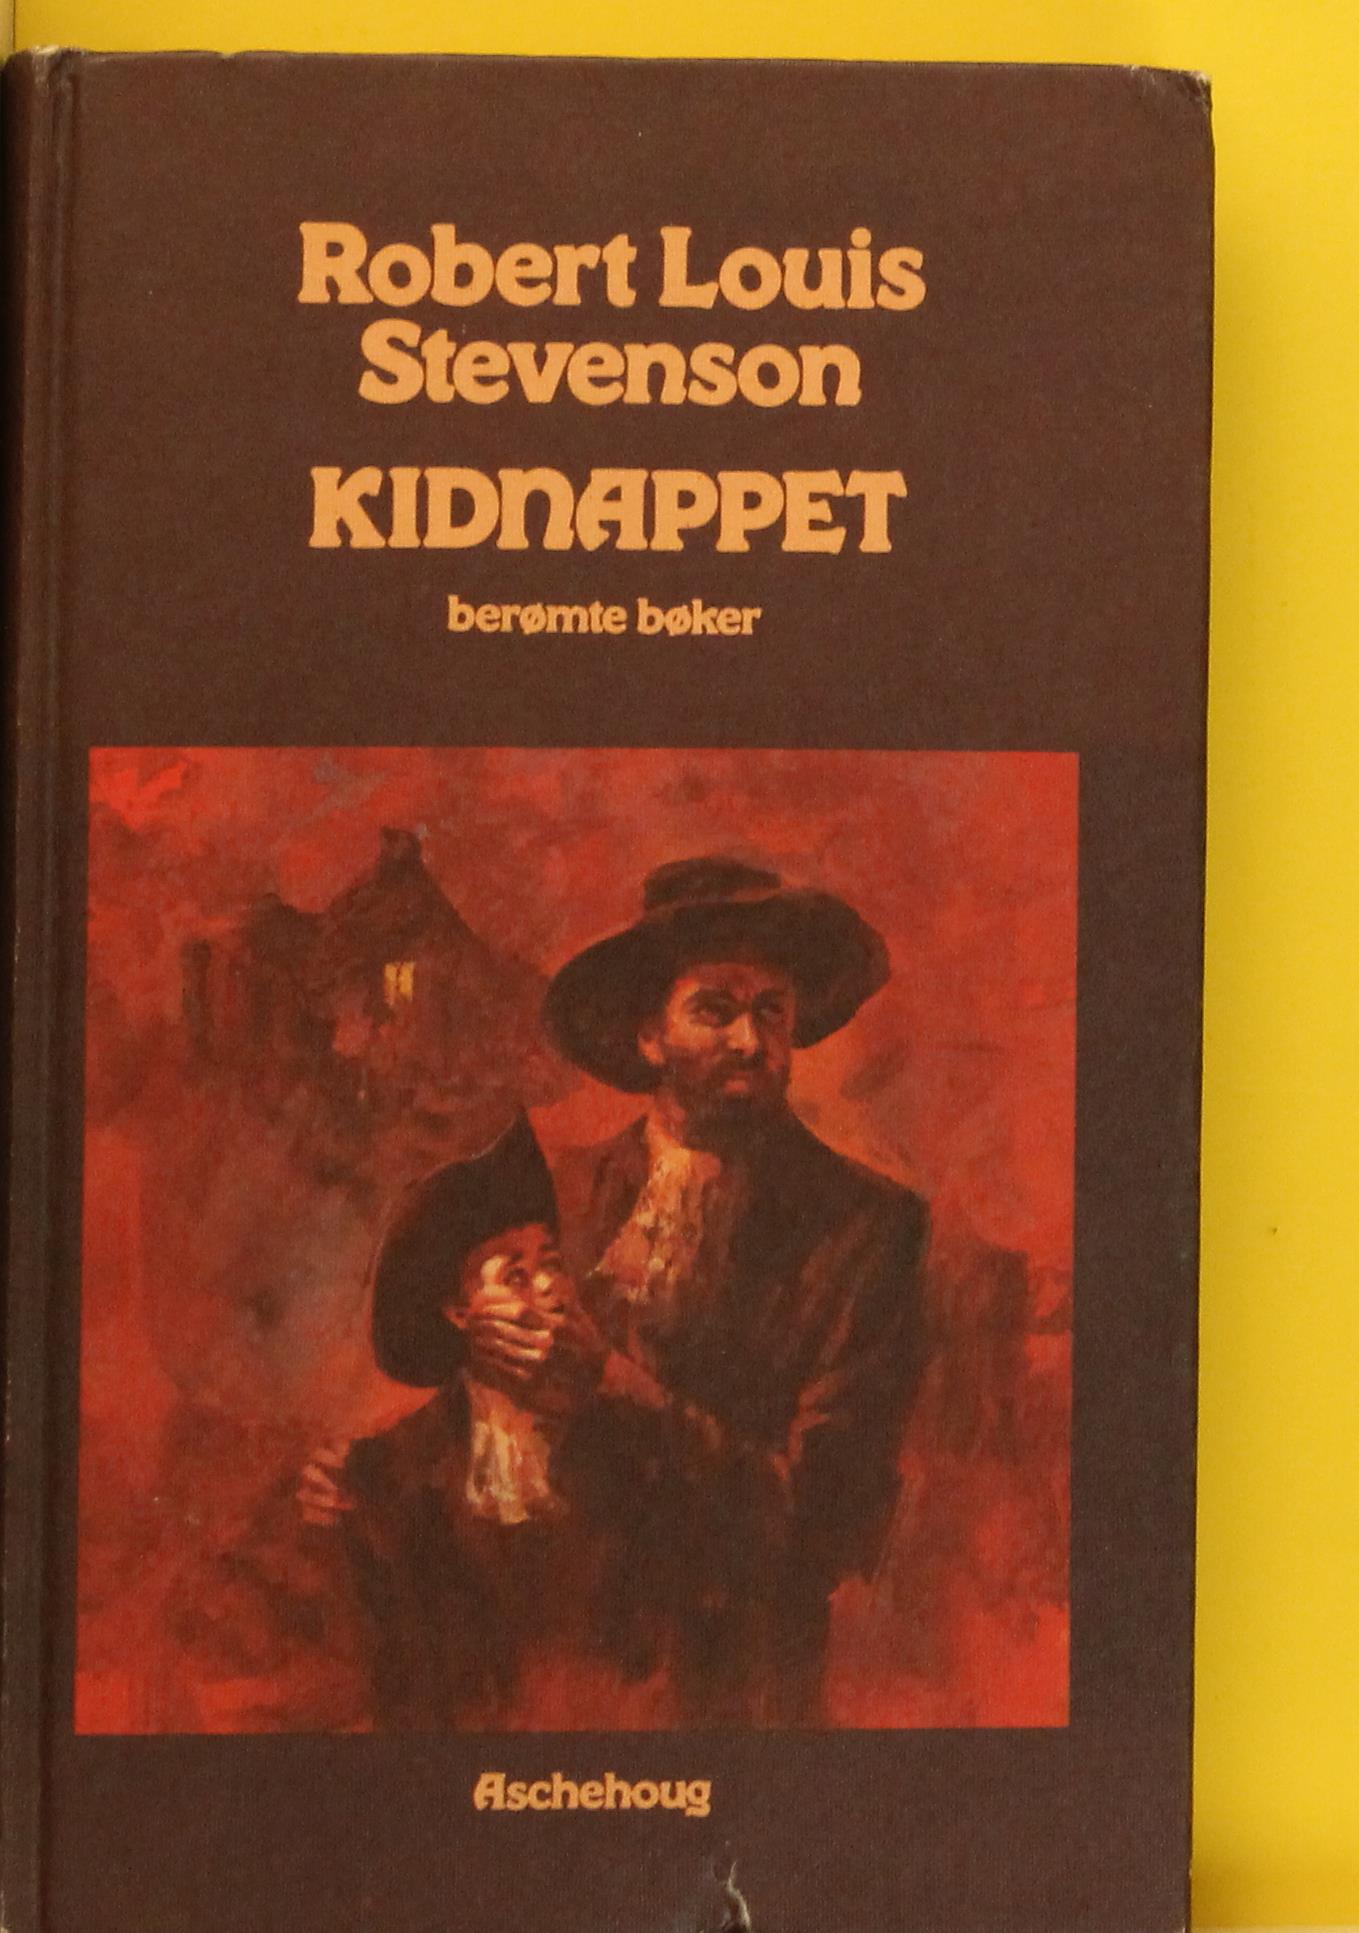 Robert Louis
Stevenson
KIDNAPPET
berømte bøker
Aschehoug